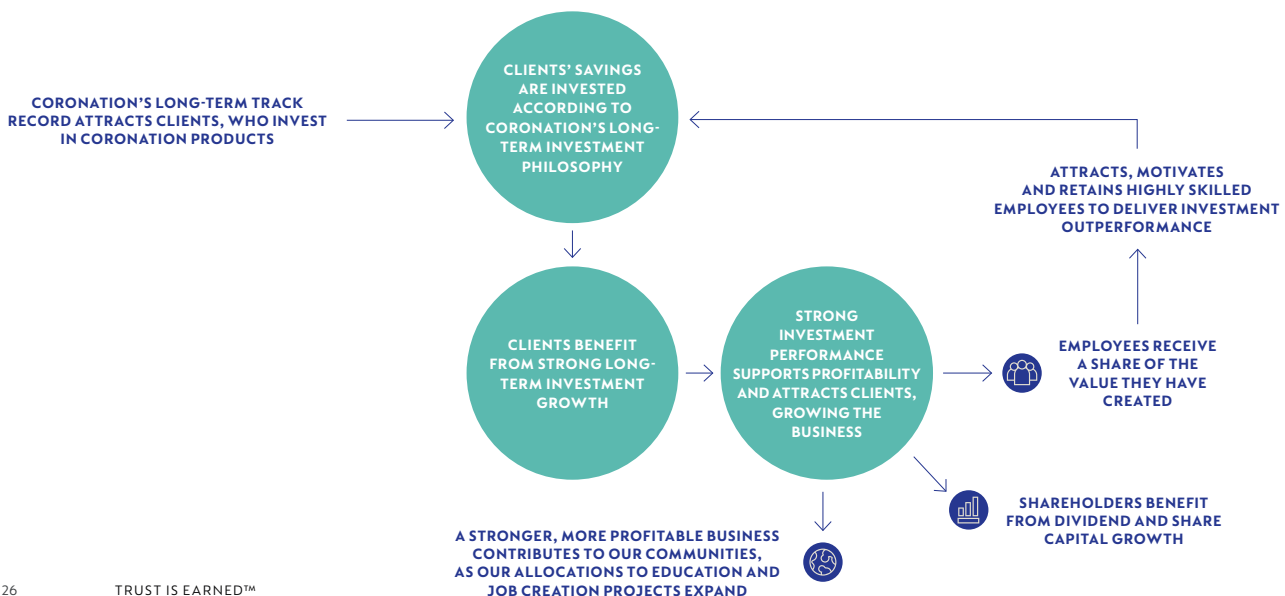 CORONATION'S LONG-TERM TRACK
RECORD ATTRACTS CLIENTS, WHO INVEST
IN CORONATION PRODUCTS
CLIENTS' SAVINGS
ARE INVESTED
ACCORDING TO
CORONATION'S LONG-
TERM INVESTMENT
PHILOSOPHY
ATTRACTS, MOTIVATES
AND RETAINS HIGHLY SKILLED
EMPLOYEES TO DELIVER INVESTMENT
OUTPERFORMANCE
CLIENTS BENEFIT
FROM STRONG LONG-
TERM INVESTMENT
GROWTH
STRONG
INVESTMENT
PERFORMANCE
SUPPORTS PROFITABILITY
AND ATTRACTS CLIENTS,
GROWING THE
BUSINESS
EMPLOYEES RECEIVE
A SHARE OF THE
VALUE THEY HAVE
CREATED
SHAREHOLDERS BENEFIT
FROM DIVIDEND AND SHARE
CAPITAL GROWTH
A STRONGER, MORE PROFITABLE BUSINESS
CONTRIBUTES TO OUR COMMUNITIES,
AS OUR ALLOCATIONS TO EDUCATION AND
JOB CREATION PROJECTS EXPAND
26 TRUST IS EARNED™